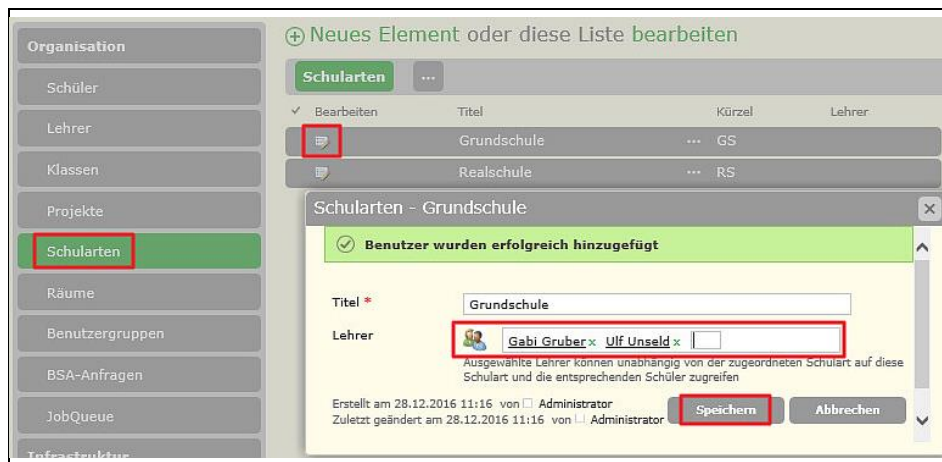 Organisation
Schüler
Lehrer
Klassen
Projekte
Schularten
Räume
Benutzergruppen
BSA-Anfragen
JobQueue
Infrastruktur
Neues Element oder diese Liste bearbeiten
Schularten ...
Bearbeiten Titel Kürzel Lehrer
Grundschule ... GS
Realschule ... RS
Schularten - Grundschule
Benutzer wurden erfolgreich hinzugefügt
Titel * Grundschule
Lehrer Gabi Gruber x Ulf Unseld x
Ausgewählte Lehrer können unabhängig von der zugeordneten Schulart auf diese
Schulart und die entsprechenden Schüler zugreifen
Erstellt am 28.12.2016 11:16 von Administrator
Zuletzt geändert am 28.12.2016 11:16 von Administrator
Speichern Abbrechen